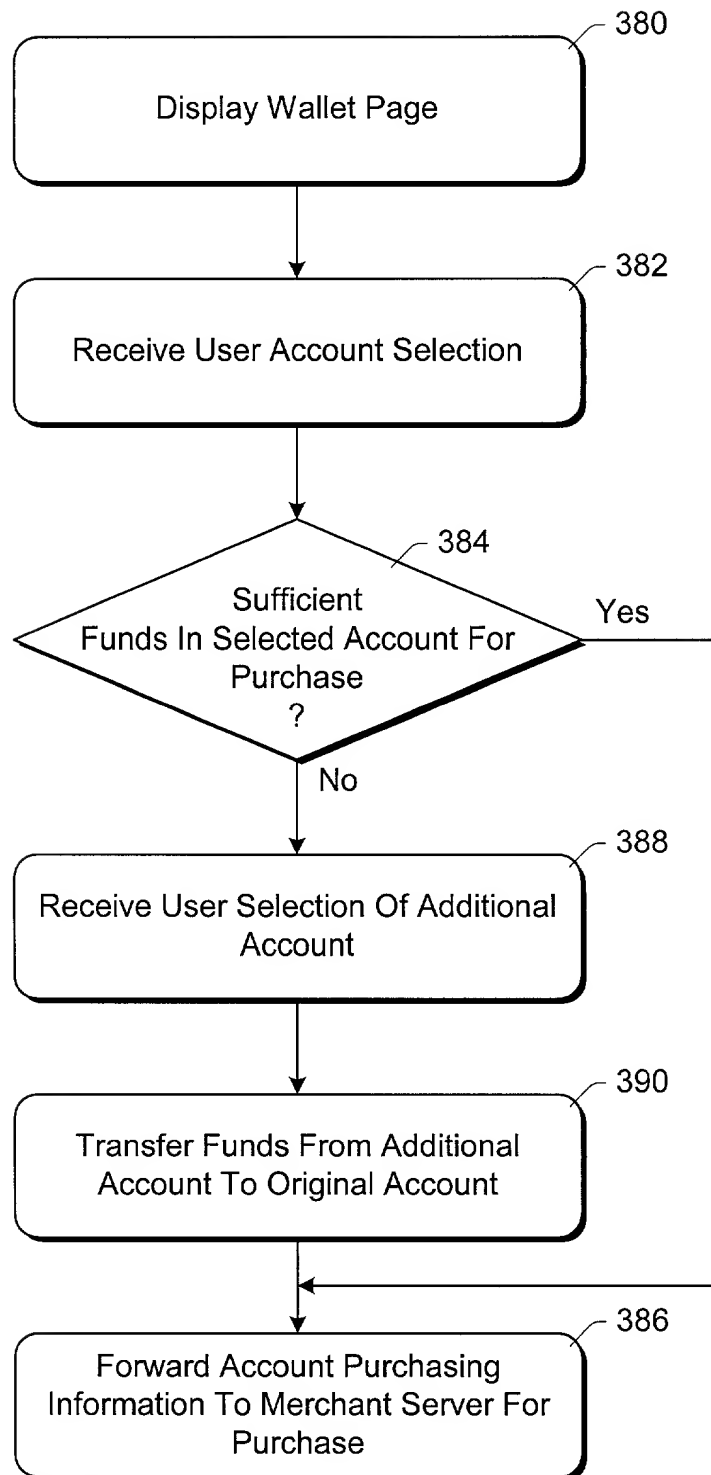 380
Display Wallet Page
382
Receive User Account Selection
384
Sufficient
Funds In Selected Account For
Purchase
?
Yes
No
388
Receive User Selection Of Additional
Account
390
Transfer Funds From Additional
Account To Original Account
386
Forward Account Purchasing
Information To Merchant Server For
Purchase